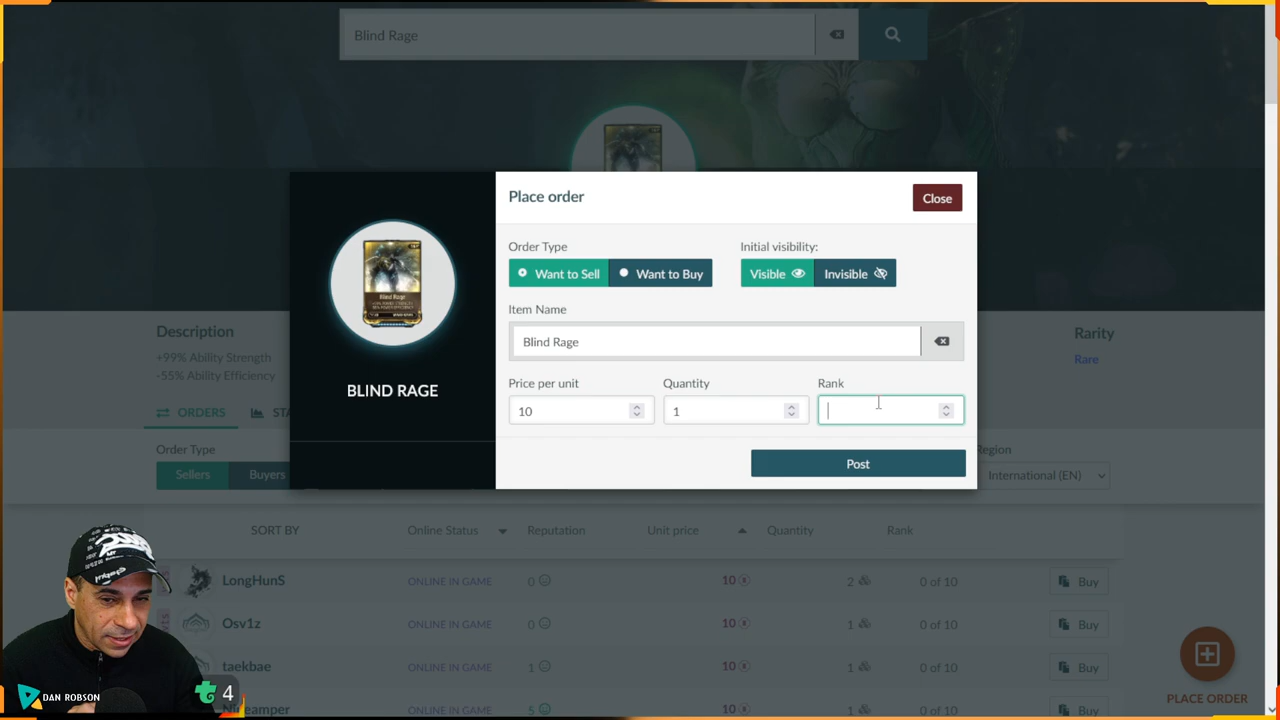 Blind Rage
Place order
Close
Order Type
Initial visibility:
Want to Sell
Want to Buy
Visible
Invisible
Item Name
Blind Rage
BLIND RAGE
Price per unit
Quantity
Rank
10
1
Post
Description
Rarity
+99% Ability Strength
Rare
-55% Ability Efficiency
ORDERS
Order Type
Region
Sellers
Buyers
International (EN)
SORT BY
Online Status
Reputation
Unit price
Quantity
Rank
LongHunS
ONLINE IN GAME
0
10
2
0 of 10
Buy
Osv1z
ONLINE IN GAME
0
10
1
0 of 10
Buy
taekbae
ONLINE IN GAME
1
10
1
0 of 10
Buy
ONLINE IN GAME
5
10
1
0 of 10
Buy
PLACE ORDER
DAN ROBSON
4